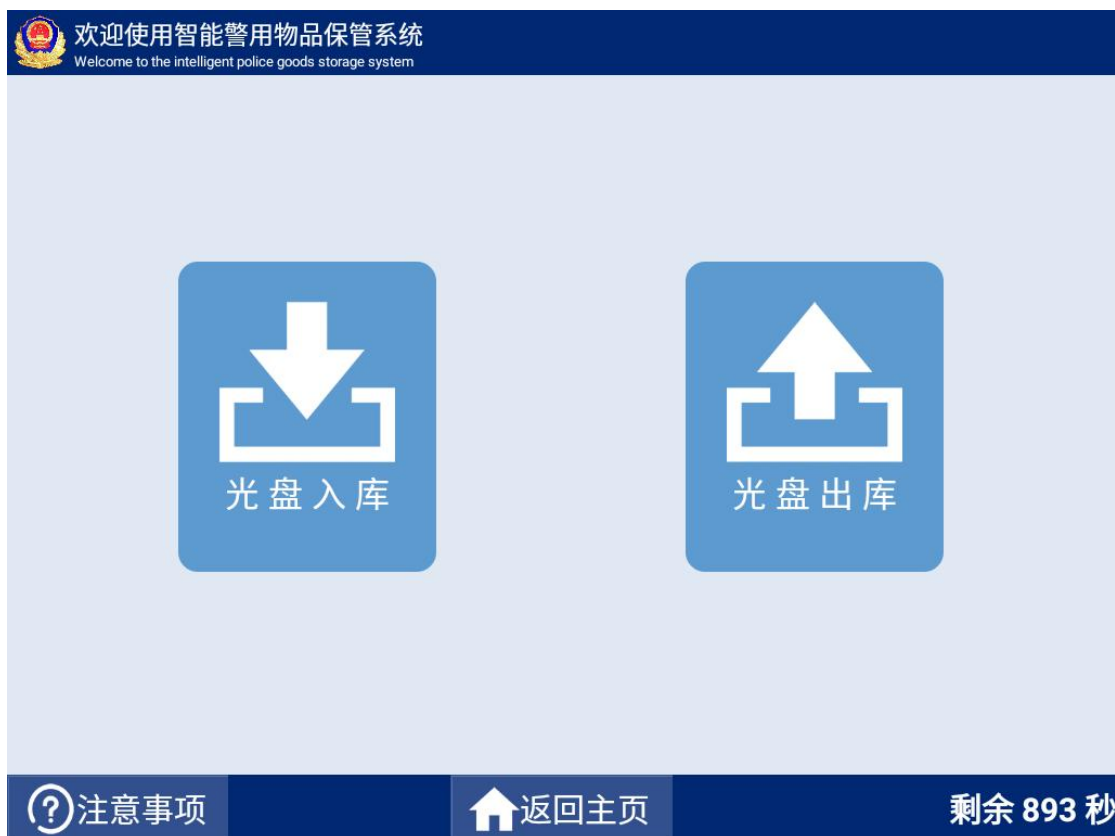 欢迎使用智能警用物品保管系统
Welcome to the intelligent police goods storage system
光盘入库
光盘出库
?注意事项
返回主页
剩余 893 秒